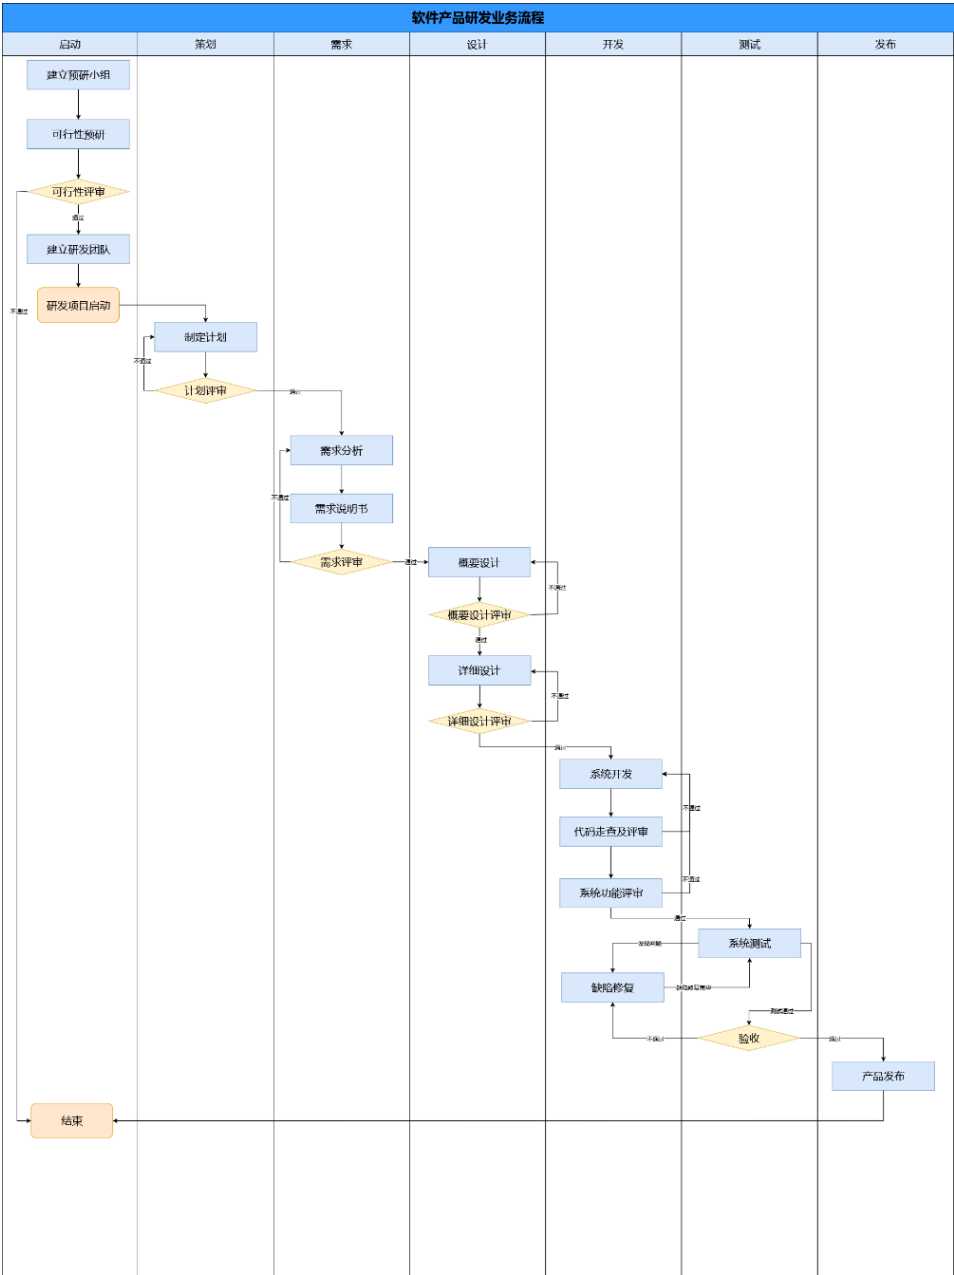 软件产品研发业务流程
启动
策划
需求
设计
开发
测试
发布
建立预研小组
可行性预研
可行性评审
通过
建立研发团队
研发项目启动
不通过
制定计划
不通过
计划评审
通过
需求分析
不通过
需求说明书
需求评审
通过
概要设计
不通过
概要设计评审
通过
详细设计
不通过
详细设计评审
通过
系统开发
不通过
代码走查及评审
不通过
系统功能评审
通过
系统测试
发现问题
缺陷修复
测试通过
不通过
验收
通过
产品发布
结束